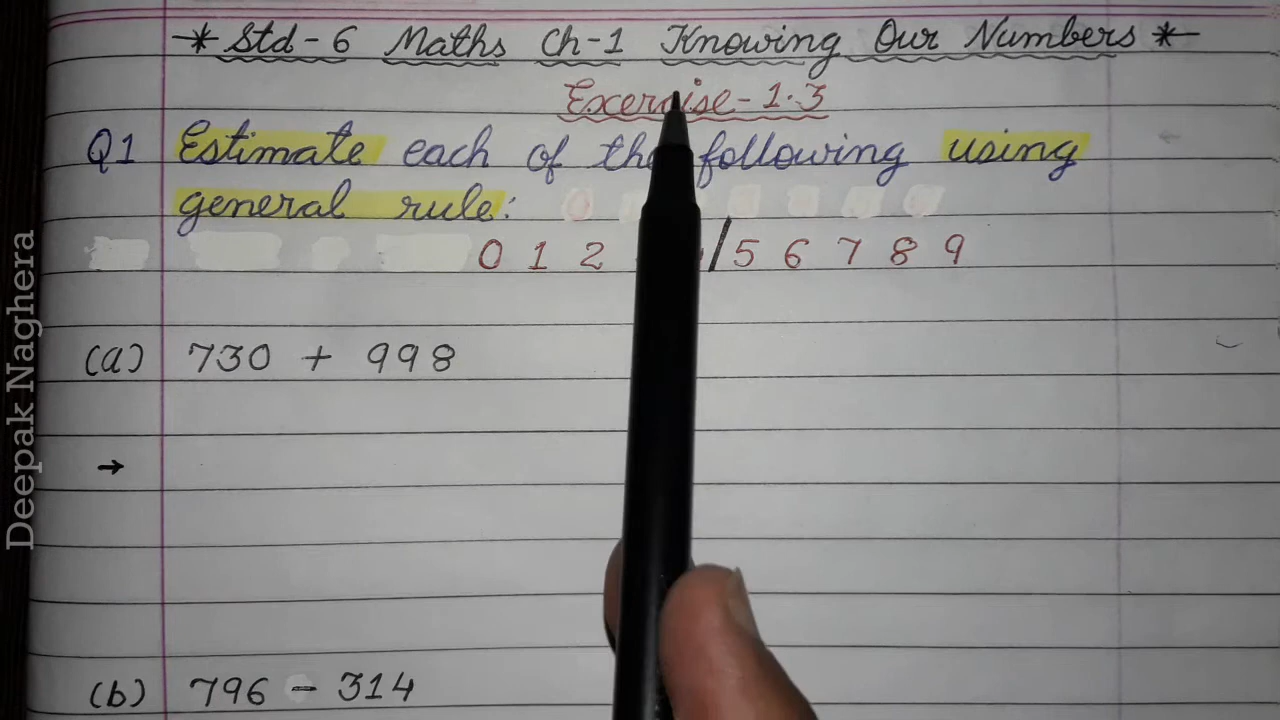 * Std-6 Maths Ch-1 Knowing Our Numbers *
Exercise-1.3
Q1 Estimate each of the following using
general rule:
0 1 2 / 5 6 7 8 9
(a) 730 + 998
→
(b) 796 - 314
Deepak Naghera